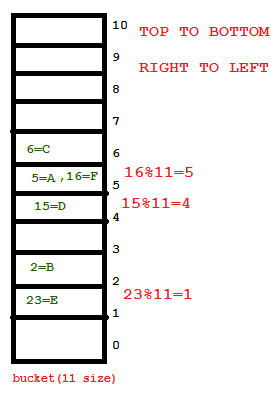 10 TOP TO BOTTOM
9
RIGHT TO LEFT
8
7
6=C
6
5=A ,16=F 16%11=5
5
15=D 15%11=4
4
3
2=B
2
23=E 23%11=1
1
0
bucket(11 size)